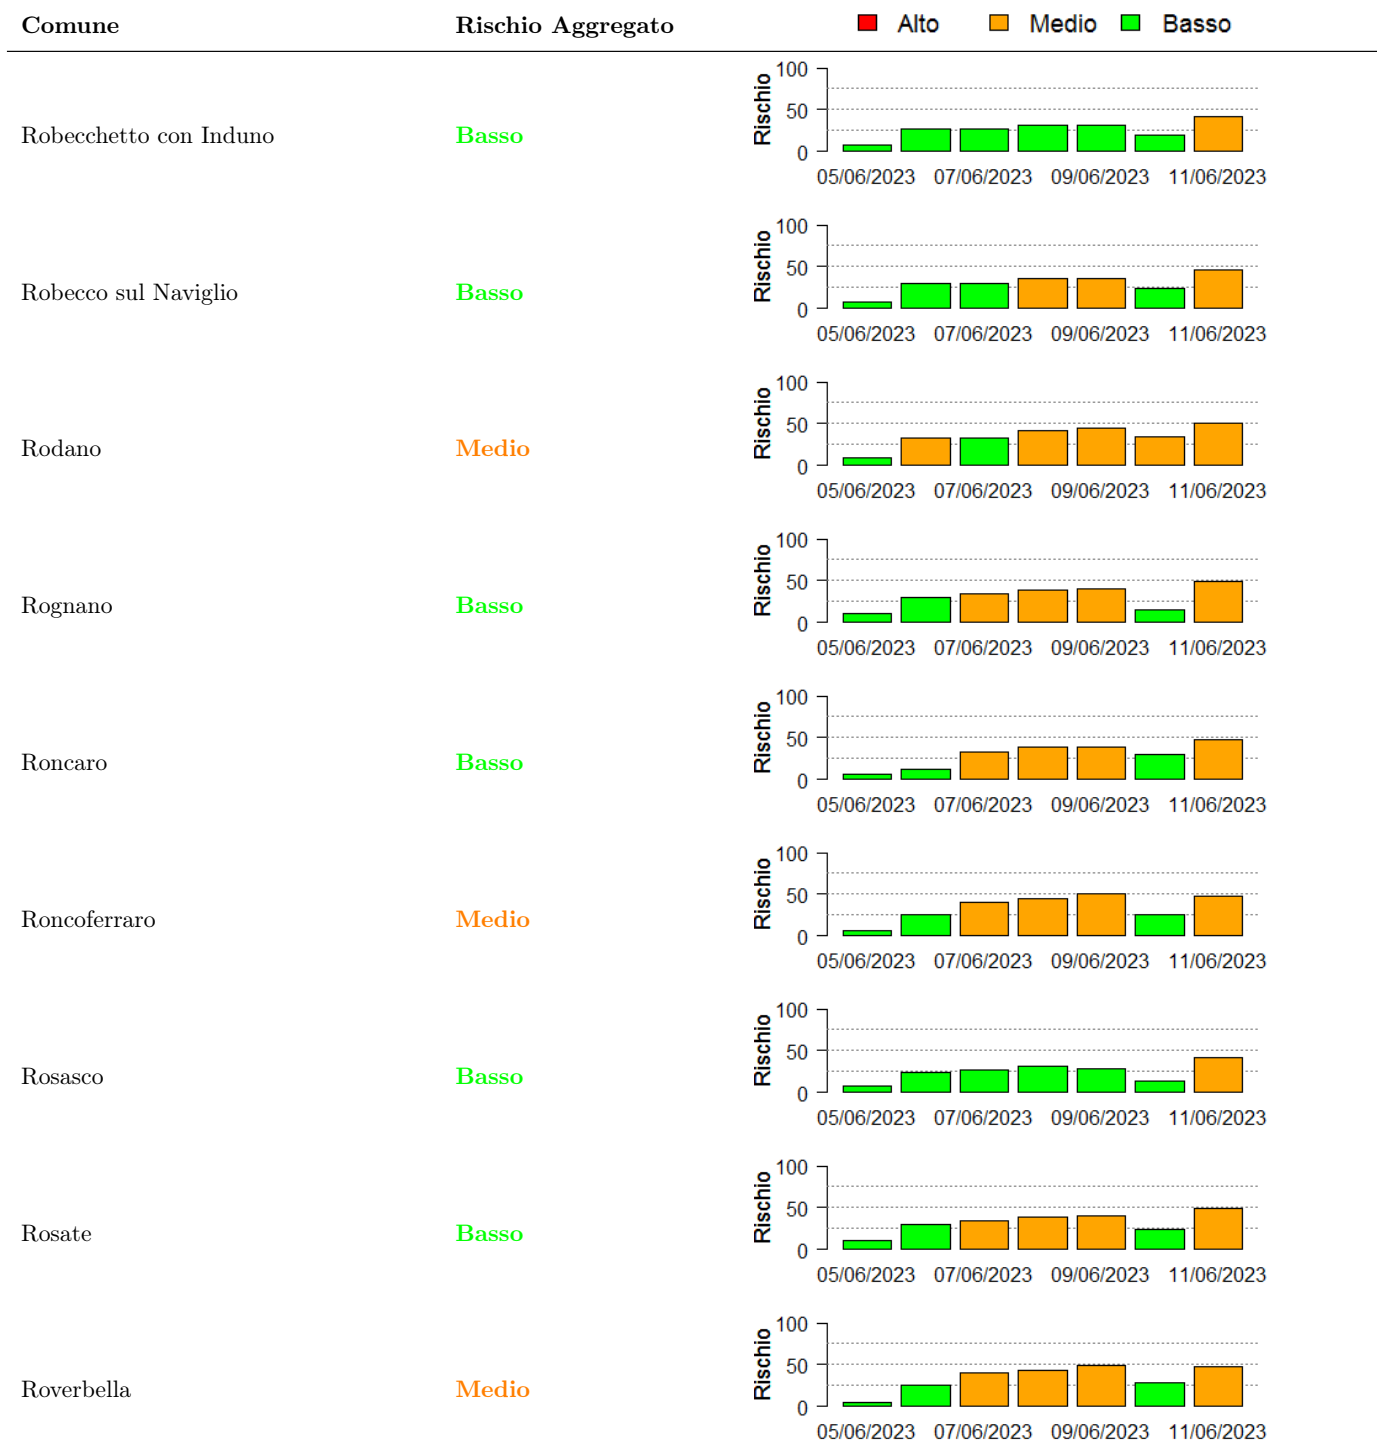 Comune Rischio Aggregato Alto Medio Basso
Robecchetto con Induno Basso
Rischio
100
50
0
05/06/2023 07/06/2023 09/06/2023 11/06/2023
Robecco sul Naviglio Basso
Rischio
100
50
0
05/06/2023 07/06/2023 09/06/2023 11/06/2023
Rodano Medio
Rischio
100
50
0
05/06/2023 07/06/2023 09/06/2023 11/06/2023
Rognano Basso
Rischio
100
50
0
05/06/2023 07/06/2023 09/06/2023 11/06/2023
Roncaro Basso
Rischio
100
50
0
05/06/2023 07/06/2023 09/06/2023 11/06/2023
Roncoferraro Medio
Rischio
100
50
0
05/06/2023 07/06/2023 09/06/2023 11/06/2023
Rosasco Basso
Rischio
100
50
0
05/06/2023 07/06/2023 09/06/2023 11/06/2023
Rosate Basso
Rischio
100
50
0
05/06/2023 07/06/2023 09/06/2023 11/06/2023
Roverbella Medio
Rischio
100
50
0
05/06/2023 07/06/2023 09/06/2023 11/06/2023